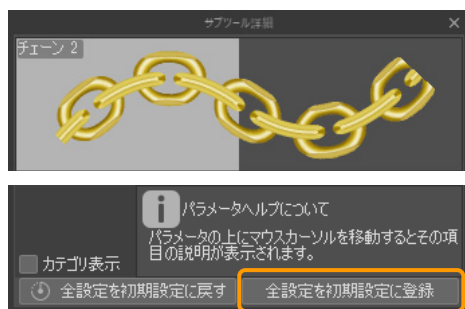 サブツール詳細
チェーン 2
パラメータヘルプについて
パラメータの上にマウスカーソルを移動するとその項
目の説明が表示されます。
カテゴリ表示
全設定を初期設定に戻す
全設定を初期設定に登録